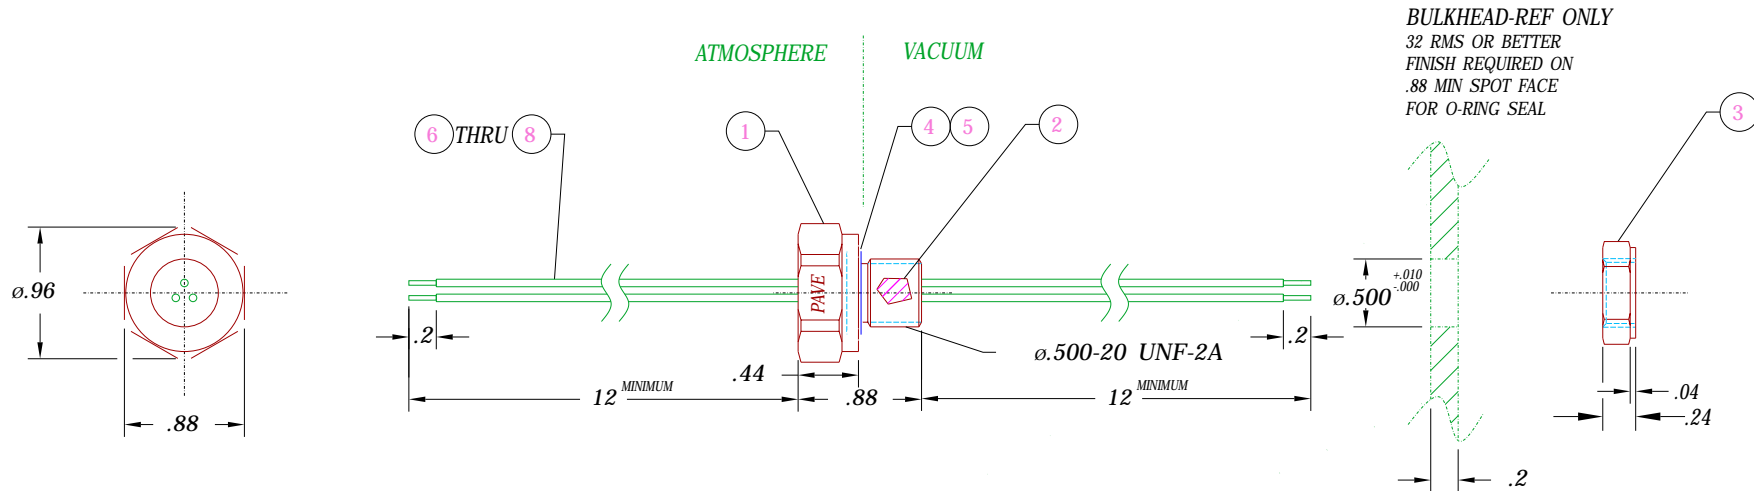 BULKHEAD-REF ONLY
32 RMS OR BETTER
FINISH REQUIRED ON
.88 MIN SPOT FACE
FOR O-RING SEAL
ATMOSPHERE
VACUUM
6 THRU 8
1
4 5
2
3
ø.96
.88
PAVE
.2
.44
12 MINIMUM
.88
12 MINIMUM
.2
ø.500-20 UNF-2A
ø.500 +.010 -.000
.2
.04
.24